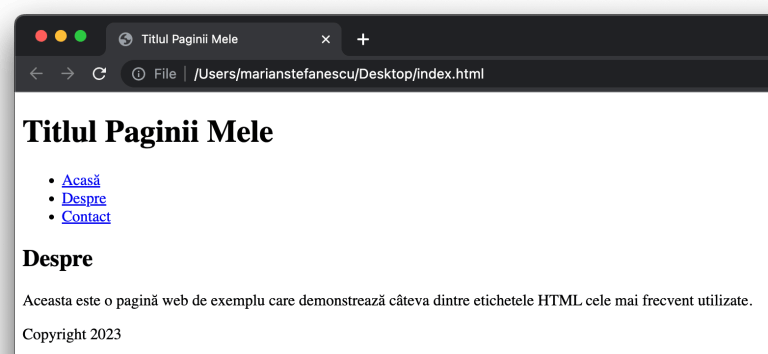 Titlul Paginii Mele
File | /Users/marianstefanescu/Desktop/index.html
Titlul Paginii Mele
Acasă
Despre
Contact
Despre
Aceasta este o pagină web de exemplu care demonstrează câteva dintre etichetele HTML cele mai frecvent utilizate.
Copyright 2023